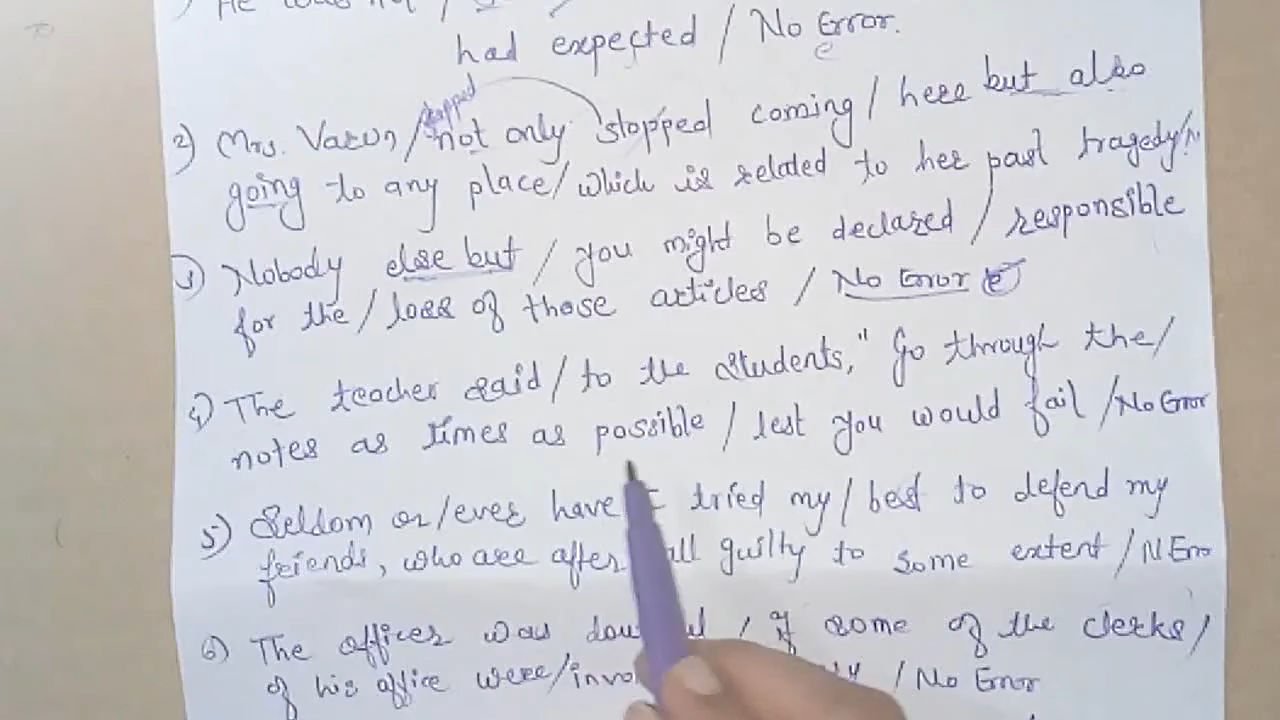 He was not /
had expected / No Error.
e
stopped
2) Mrs. Varun / not only stopped coming / here but also
going to any place / which is related to her past tragedy /
3) Nobody else but / you might be declared / responsible
for the / loss of those articles / No Error e
4) The teacher said / to the students, " Go through the /
notes as times as possible / lest you would fail / No Error
5) Seldom or / ever have I tried my / best to defend my
friends, who are after all guilty to some extent / N Erro
6) The officer was / if some of the clerks /
of his office were / / No Error